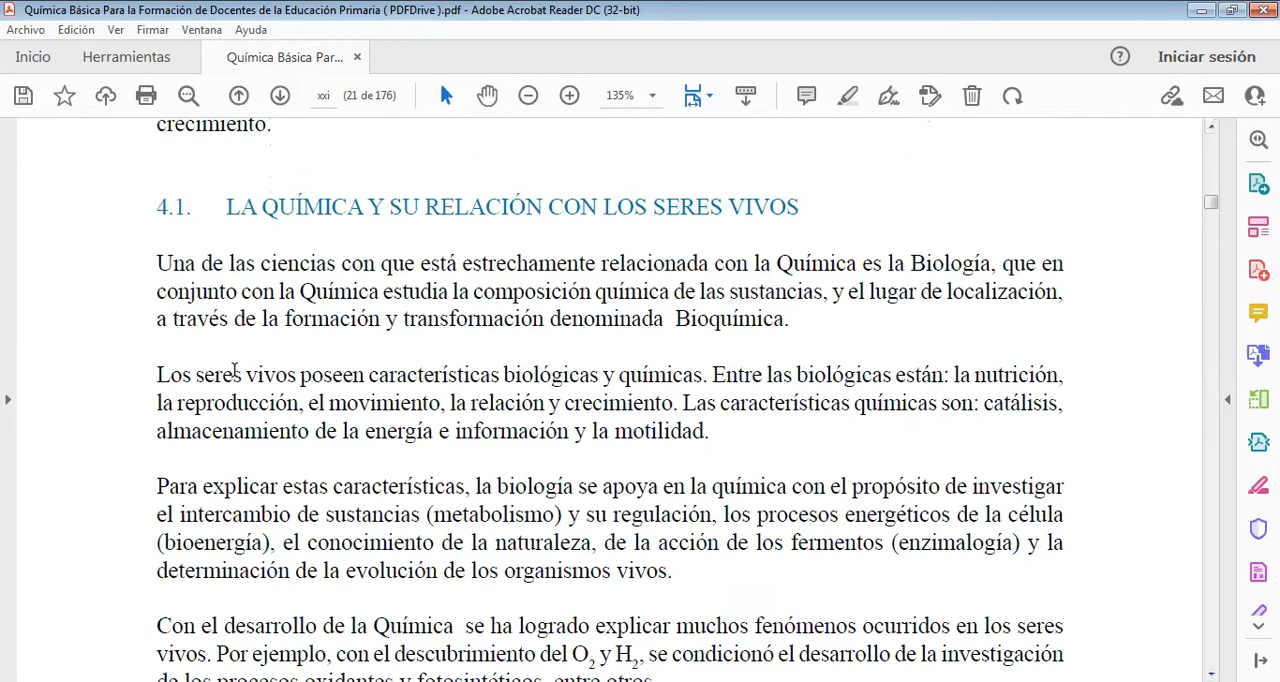 Química Básica Para la Formación de Docentes de la Educación Primaria ( PDFDrive ).pdf - Adobe Acrobat Reader DC (32-bit)
Archivo Edición Ver Firmar Ventana Ayuda
Inicio Herramientas Química Básica Par... × Iniciar sesión
xxi (21 de 176) 135%
crecimiento.
4.1. LA QUÍMICA Y SU RELACIÓN CON LOS SERES VIVOS
Una de las ciencias con que está estrechamente relacionada con la Química es la Biología, que en
conjunto con la Química estudia la composición química de las sustancias, y el lugar de localización,
a través de la formación y transformación denominada Bioquímica.
Los seres vivos poseen características biológicas y químicas. Entre las biológicas están: la nutrición,
la reproducción, el movimiento, la relación y crecimiento. Las características químicas son: catálisis,
almacenamiento de la energía e información y la motilidad.
Para explicar estas características, la biología se apoya en la química con el propósito de investigar
el intercambio de sustancias (metabolismo) y su regulación, los procesos energéticos de la célula
(bioenergía), el conocimiento de la naturaleza, de la acción de los fermentos (enzimalogía) y la
determinación de la evolución de los organismos vivos.
Con el desarrollo de la Química se ha logrado explicar muchos fenómenos ocurridos en los seres
vivos. Por ejemplo, con el descubrimiento del O₂ y H₂, se condicionó el desarrollo de la investigación
de los procesos oxidantes y fotosintéticos, entre otros.